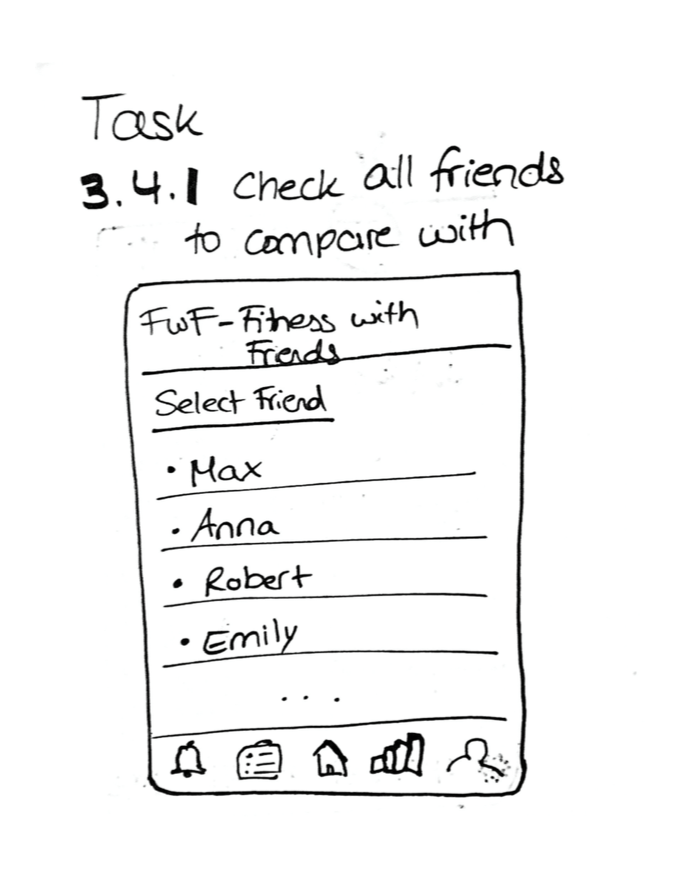 Task
3.4.1 Check all friends
to compare with
FwF - Fitness with
Friends
Select Friend
• Max
• Anna
• Robert
• Emily
...